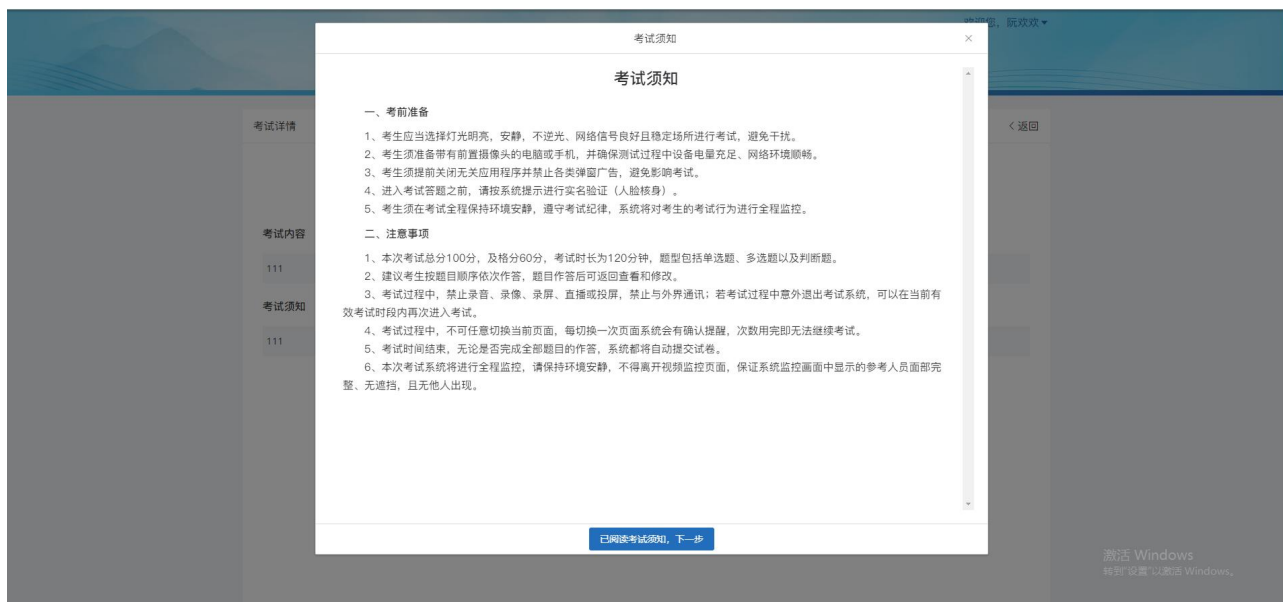 阮欢欢
考试须知
考试须知
一、考前准备
考试详情
返回
1、考生应当选择灯光明亮，安静，不逆光、网络信号良好且稳定场所进行考试，避免干扰。
2、考生须准备带有前置摄像头的电脑或手机，并确保测试过程中设备电量充足、网络环境顺畅。
3、考生须提前关闭无关应用程序并禁止各类弹窗广告，避免影响考试。
4、进入考试答题之前，请按系统提示进行实名验证（人脸核身）。
5、考生须在考试全程保持环境安静，遵守考试纪律，系统将对考生的考试行为进行全程监控。
考试内容
二、注意事项
1、本次考试总分100分，及格分60分，考试时长为120分钟，题型包括单选题、多选题以及判断题。
111
2、建议考生按题目顺序依次作答，题目作答后可返回查看和修改。
3、考试过程中，禁止录音、录像、录屏、直播或投屏，禁止与外界通讯；若考试过程中意外退出考试系统，可以在当前有
考试须知
效考试时段内再次进入考试。
4、考试过程中，不可任意切换当前页面，每切换一次页面系统会有确认提醒，次数用完即无法继续考试。
111
5、考试时间结束，无论是否完成全部题目的作答，系统都将自动提交试卷。
6、本次考试系统将进行全程监控，请保持环境安静，不得离开视频监控页面，保证系统监控画面中显示的参考人员面部完
整、无遮挡，且无他人出现。
已阅读考试须知，下一步
激活 Windows
转到“设置”以激活 Windows。